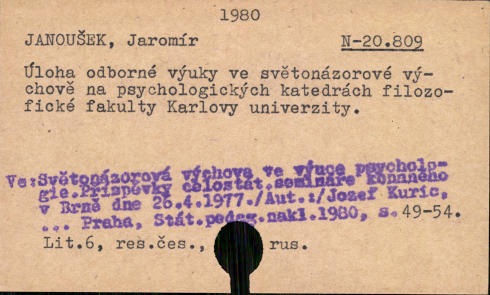 1980
JANOUŠEK, Jaromír N-20.809
Úloha odborné výuky ve světonázorové vý-
chově na psychologických katedrách filozo-
fické fakulty Karlovy univerzity.
Ve: Světonázorová výchova ve výuce psycholo-
gie. Příspěvky celostát. semináře konaného
v Brně dne 26.4.1977. /Aut.:/ Jozef Kuric,
... Praha, Stát. pedag. nakl. 1980, s. 49-54.
Lit.6, res.čes., rus.